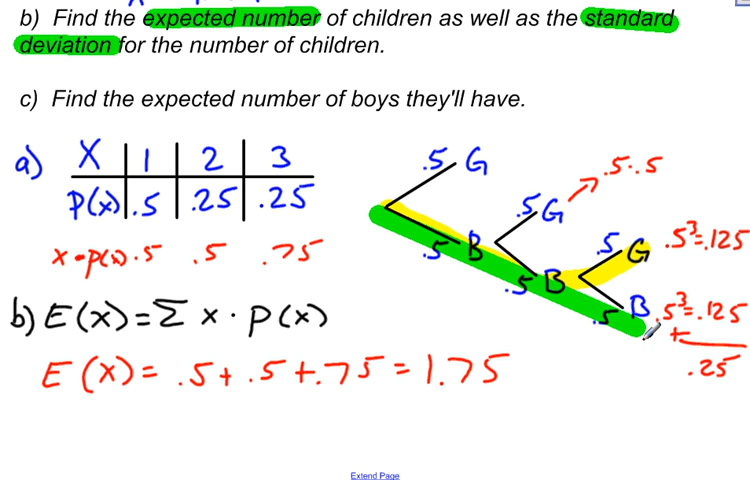 b) Find the expected number of children as well as the standard
deviation for the number of children.
c) Find the expected number of boys they'll have.
a) X 1 2 3
P(x) .5 .25 .25
x · p(x) .5 .5 .75
b) E(x) = Σ x · P(x)
E(x) = .5 + .5 + .75 = 1.75
.5 G
.5 B
.5 G .5·.5
.5 B
.5 G .5³=.125
.5 B .5³=.125
+
.25
Extend Page